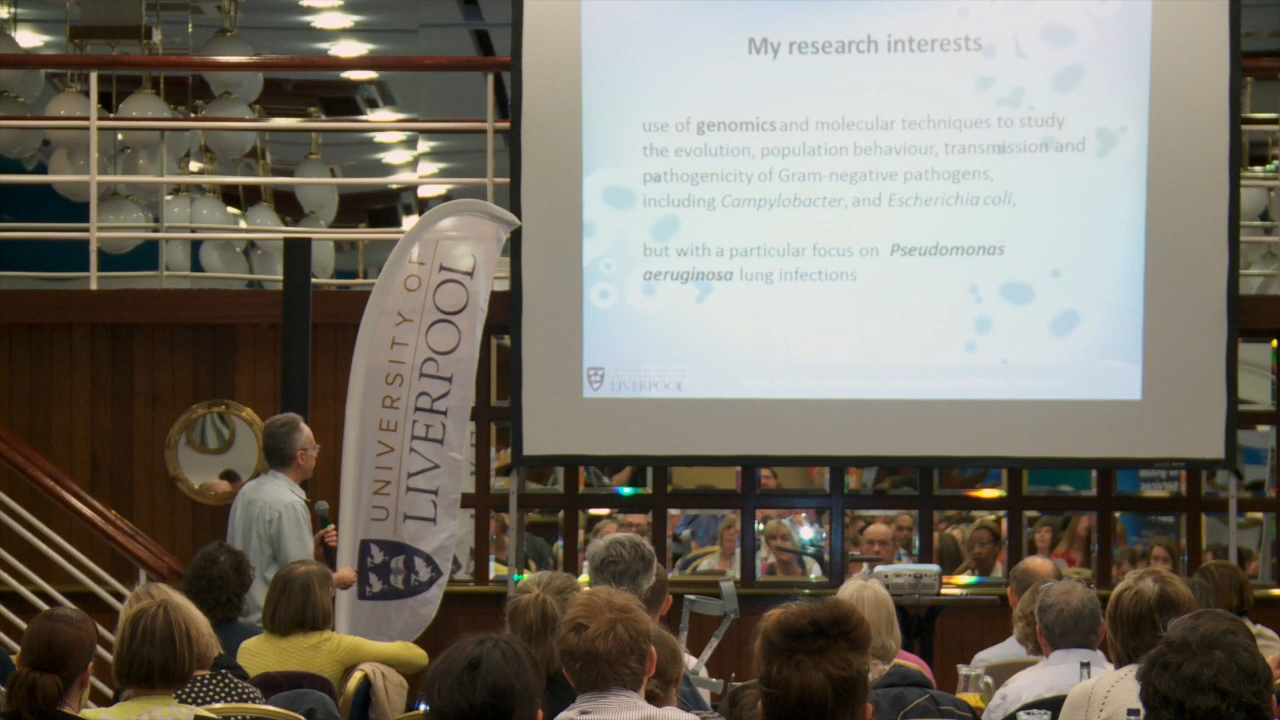 My research interests
use of genomics and molecular techniques to study
the evolution, population behaviour, transmission and
pathogenicity of Gram-negative pathogens,
including Campylobacter, and Escherichia coli,
but with a particular focus on Pseudomonas
aeruginosa lung infections
LIVERPOOL
UNIVERSITY OF
LIVERPOOL